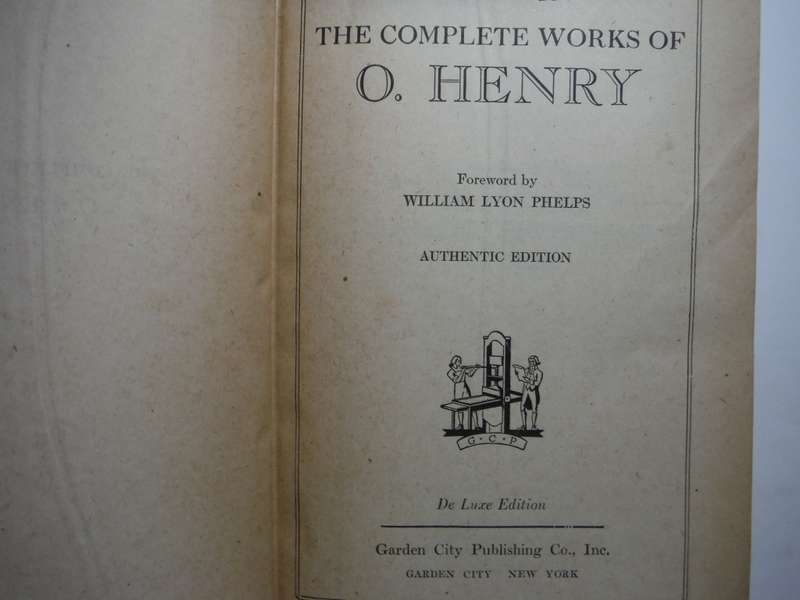 THE COMPLETE WORKS OF
O. HENRY
Foreword by
WILLIAM LYON PHELPS
AUTHENTIC EDITION
G · C · P
De Luxe Edition
Garden City Publishing Co., Inc.
GARDEN CITY NEW YORK